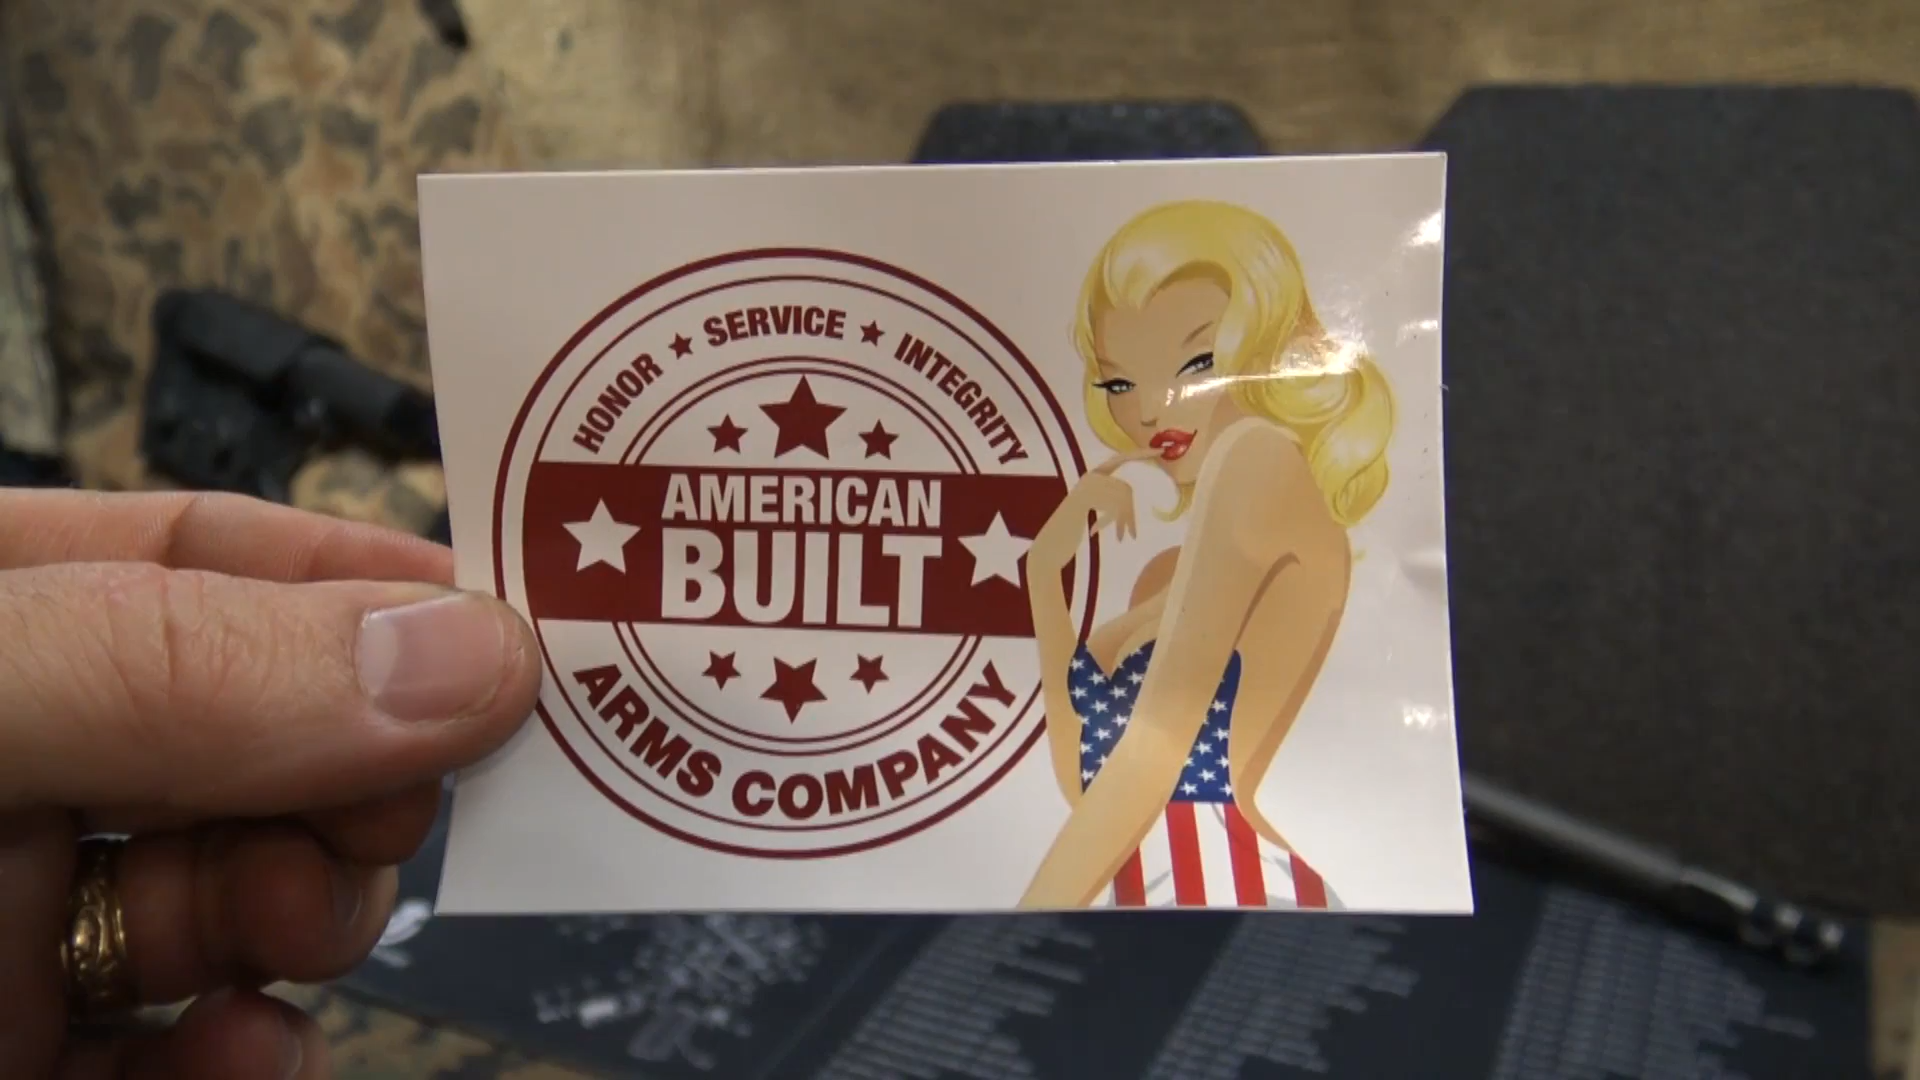 HONOR ★ SERVICE ★ INTEGRITY
AMERICAN
BUILT
ARMS COMPANY